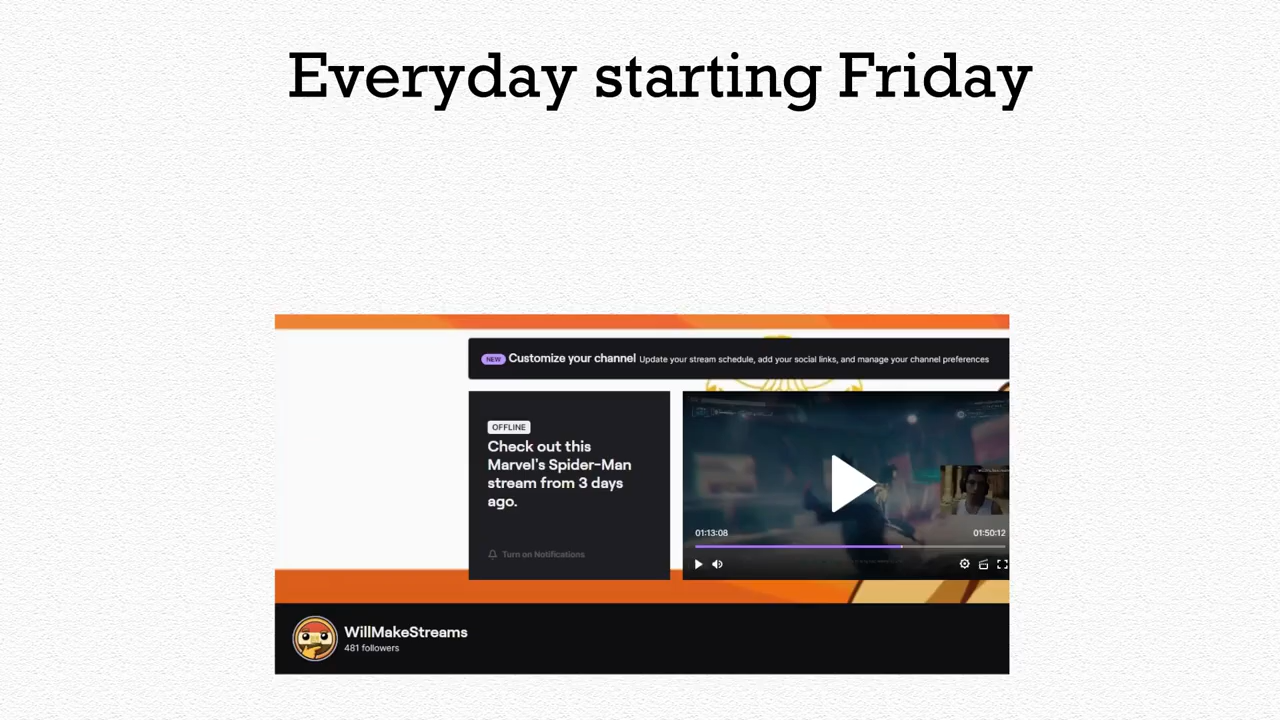 Everyday starting Friday
NEW Customize your channel Update your stream schedule, add your social links, and manage your channel preferences
OFFLINE
Check out this
Marvel's Spider-Man
stream from 3 days
ago.
Turn on Notifications
01:13:08 01:50:12
WillMakeStreams
481 followers